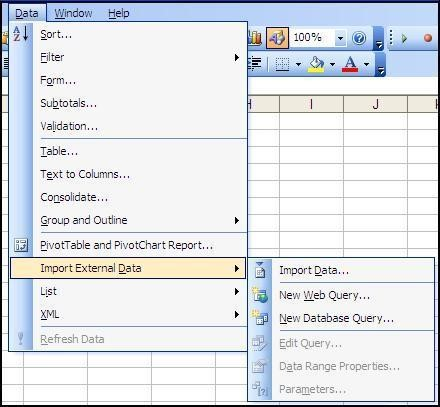 Data Window Help
100%
Sort...
Filter
Form...
Subtotals...
Validation...
H I J
Table...
Text to Columns...
Consolidate...
Group and Outline
PivotTable and PivotChart Report...
Import External Data
List
XML
Refresh Data
Import Data...
New Web Query...
New Database Query...
Edit Query...
Data Range Properties...
Parameters...